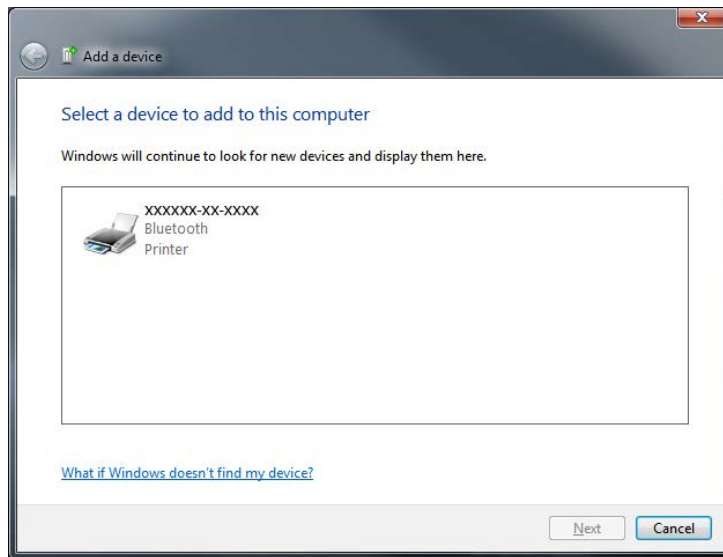 Add a device
Select a device to add to this computer
Windows will continue to look for new devices and display them here.
XXXXXX-XX-XXXX
Bluetooth
Printer
What if Windows doesn't find my device?
Next
Cancel